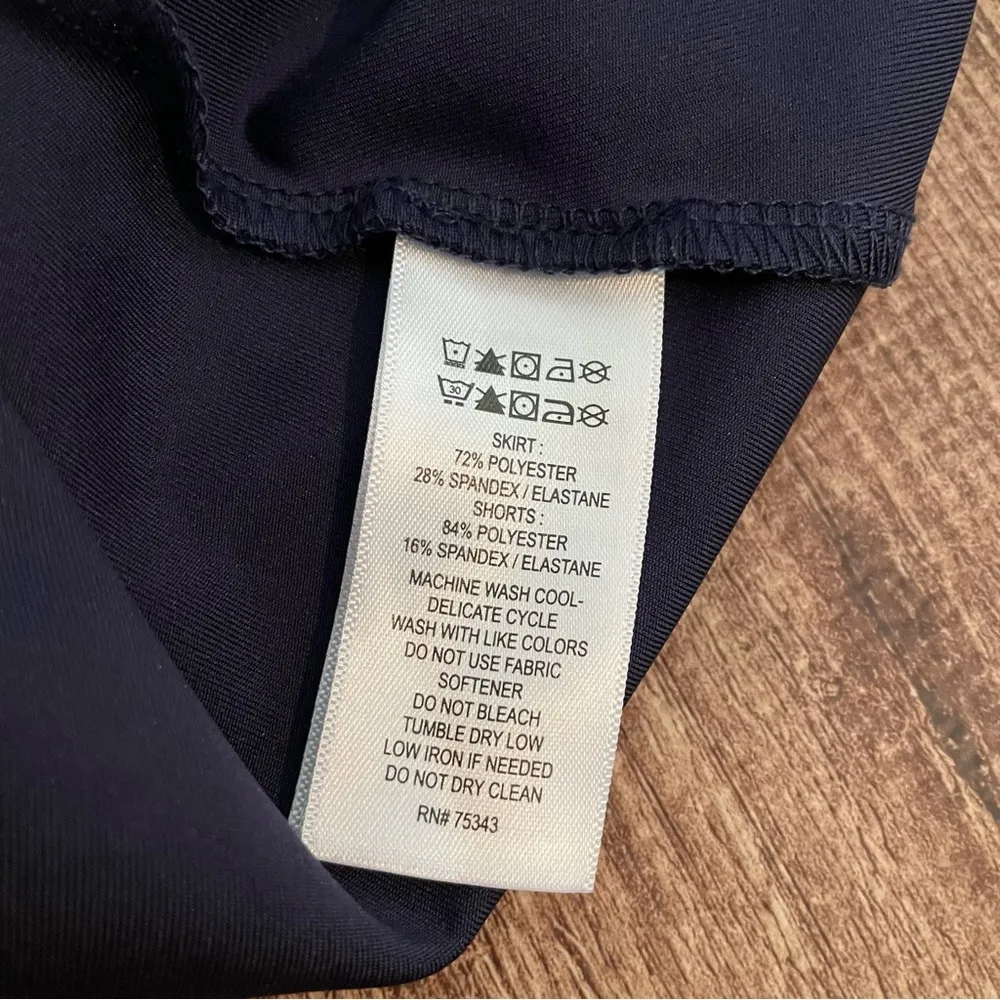 30
SKIRT :
72% POLYESTER
28% SPANDEX / ELASTANE
SHORTS :
84% POLYESTER
16% SPANDEX / ELASTANE
MACHINE WASH COOL-
DELICATE CYCLE
WASH WITH LIKE COLORS
DO NOT USE FABRIC
SOFTENER
DO NOT BLEACH
TUMBLE DRY LOW
LOW IRON IF NEEDED
DO NOT DRY CLEAN
RN# 75343